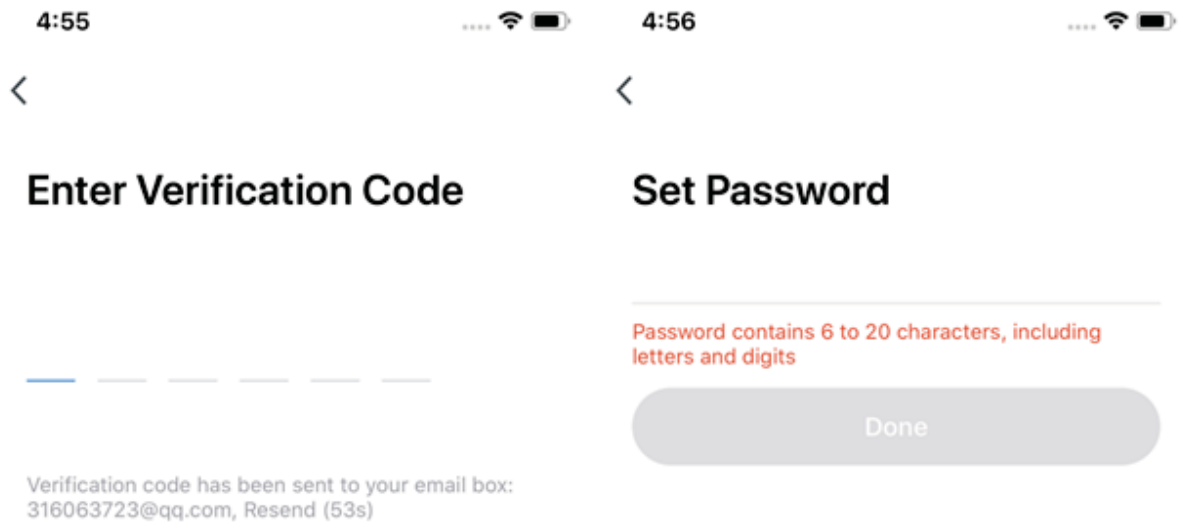 4:55
Enter Verification Code
Verification code has been sent to your email box:
316063723@qq.com, Resend (53s)
4:56
Set Password
Password contains 6 to 20 characters, including
letters and digits
Done